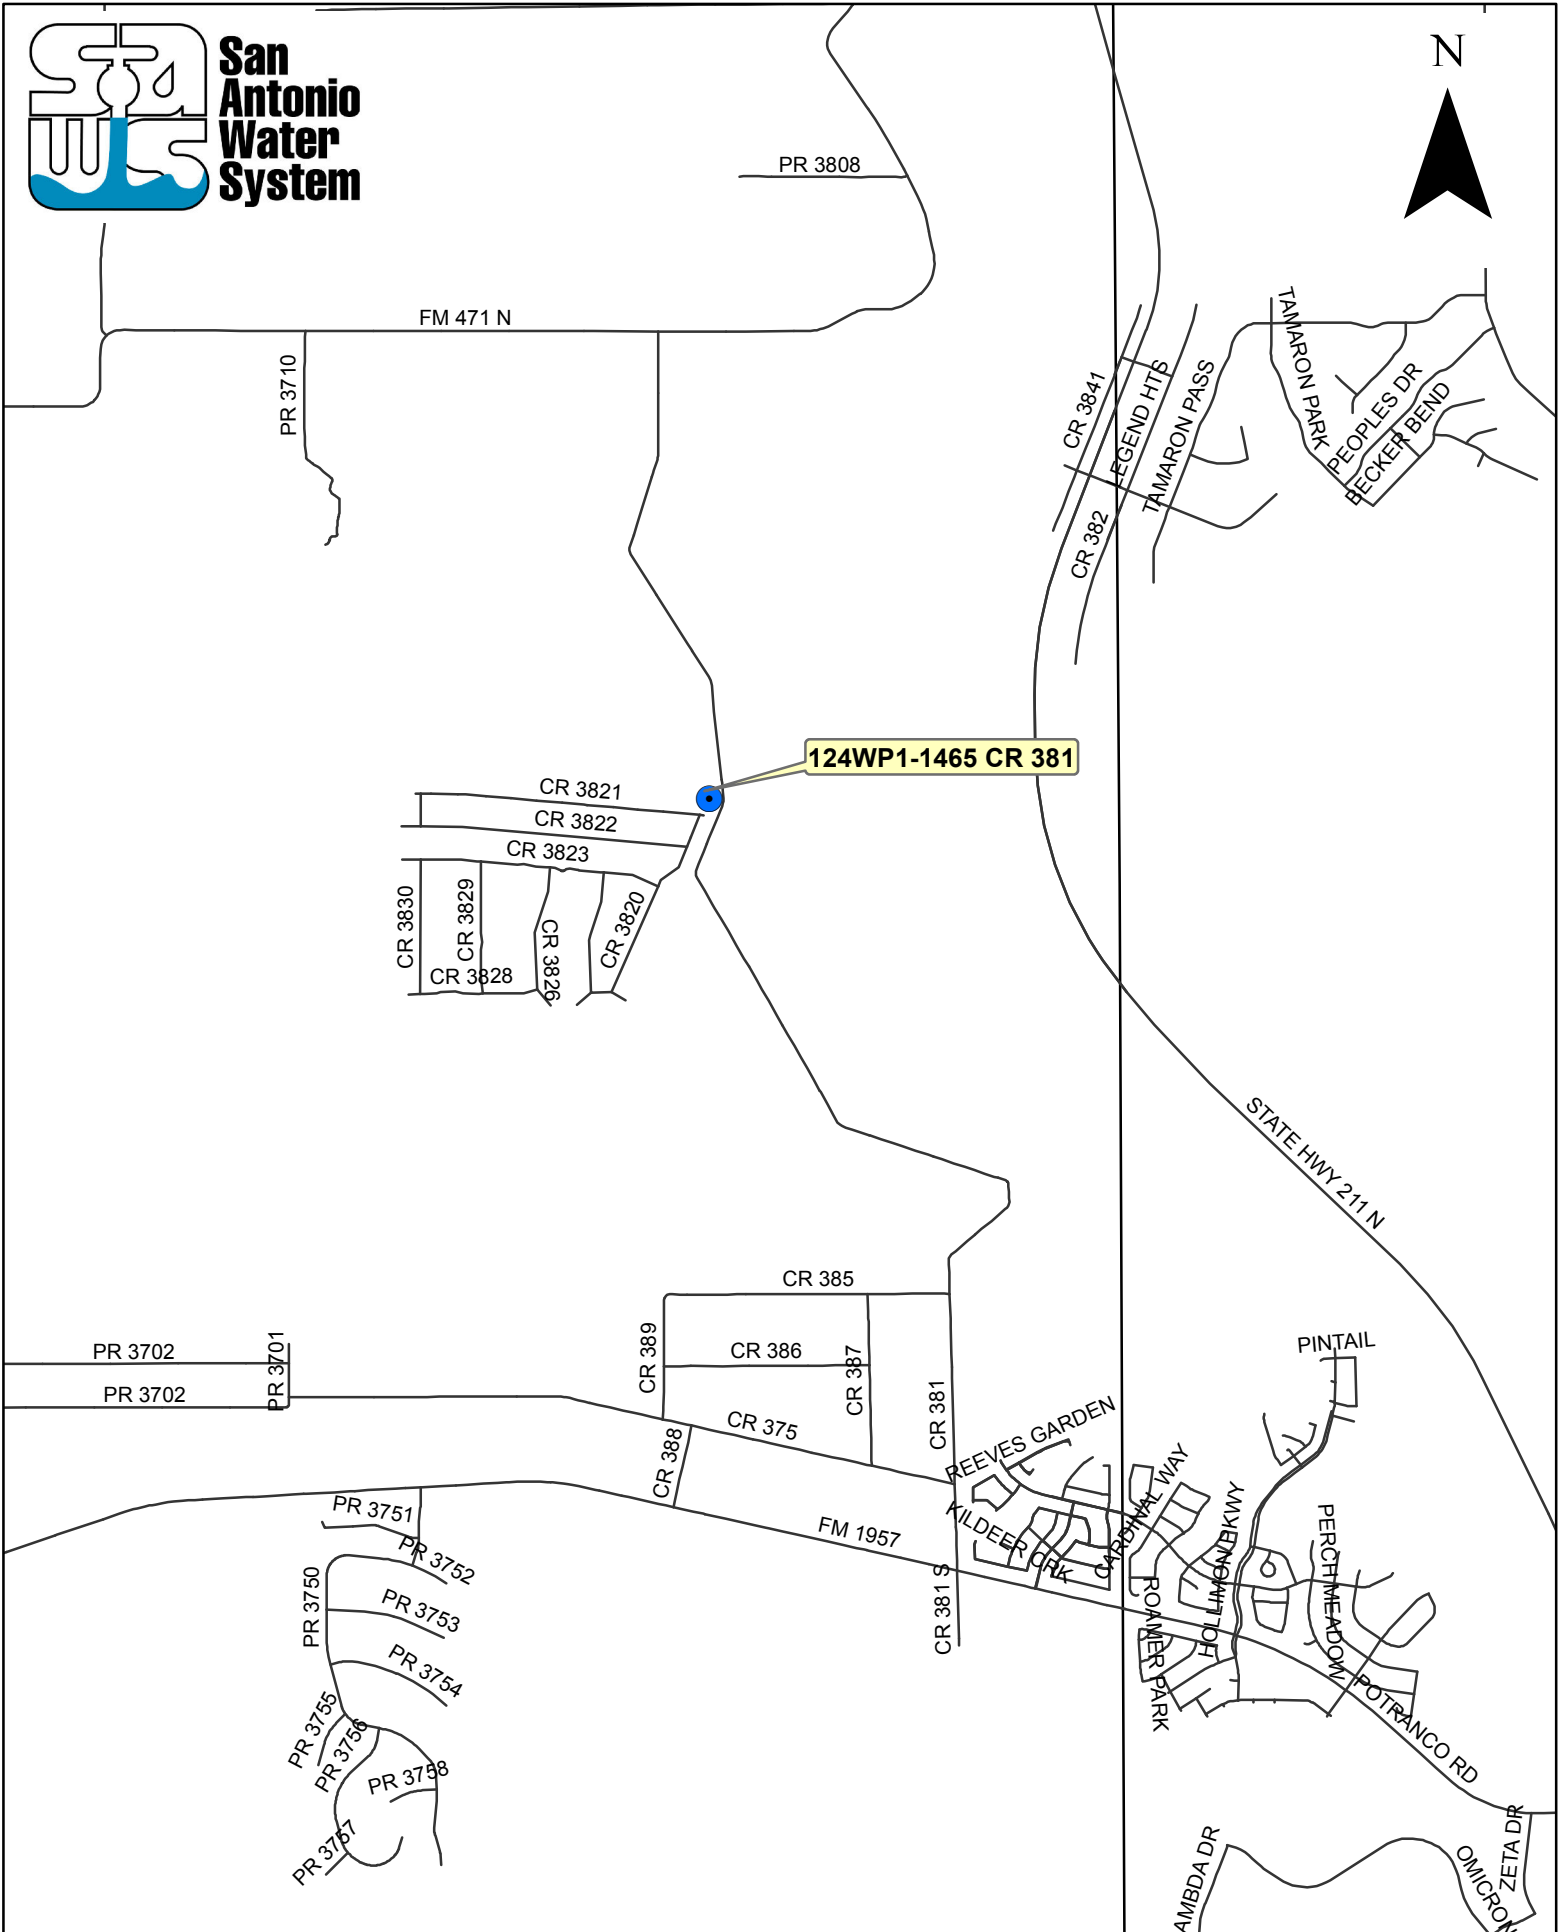 San
Antonio
Water
System
N
PR 3808
FM 471 N
PR 3710
TAMARON PARK
CR 3841
LEGEND HTS
TAMARON PASS
PEOPLES DR
BECKER BEND
CR 382
124WP1-1465 CR 381
CR 3821
CR 3822
CR 3823
CR 3830
CR 3829
CR 3826
CR 3820
CR 3828
STATE HWY 211 N
CR 385
PR 3702
PR 3701
CR 389
CR 386
CR 387
PINTAIL
PR 3702
CR 381
CR 375
CR 388
REEVES GARDEN
CARDINAL WAY
HOLLIMON PKWY
PERCH MEADOW
KILDEER CRK
PR 3751
FM 1957
PR 3752
PR 3750
CR 381 S
PR 3753
ROAMER PARK
PR 3754
POTRANCO RD
PR 3755
PR 3756
PR 3758
PR 3757
AMBDA DR
ZETA DR
OMICRON